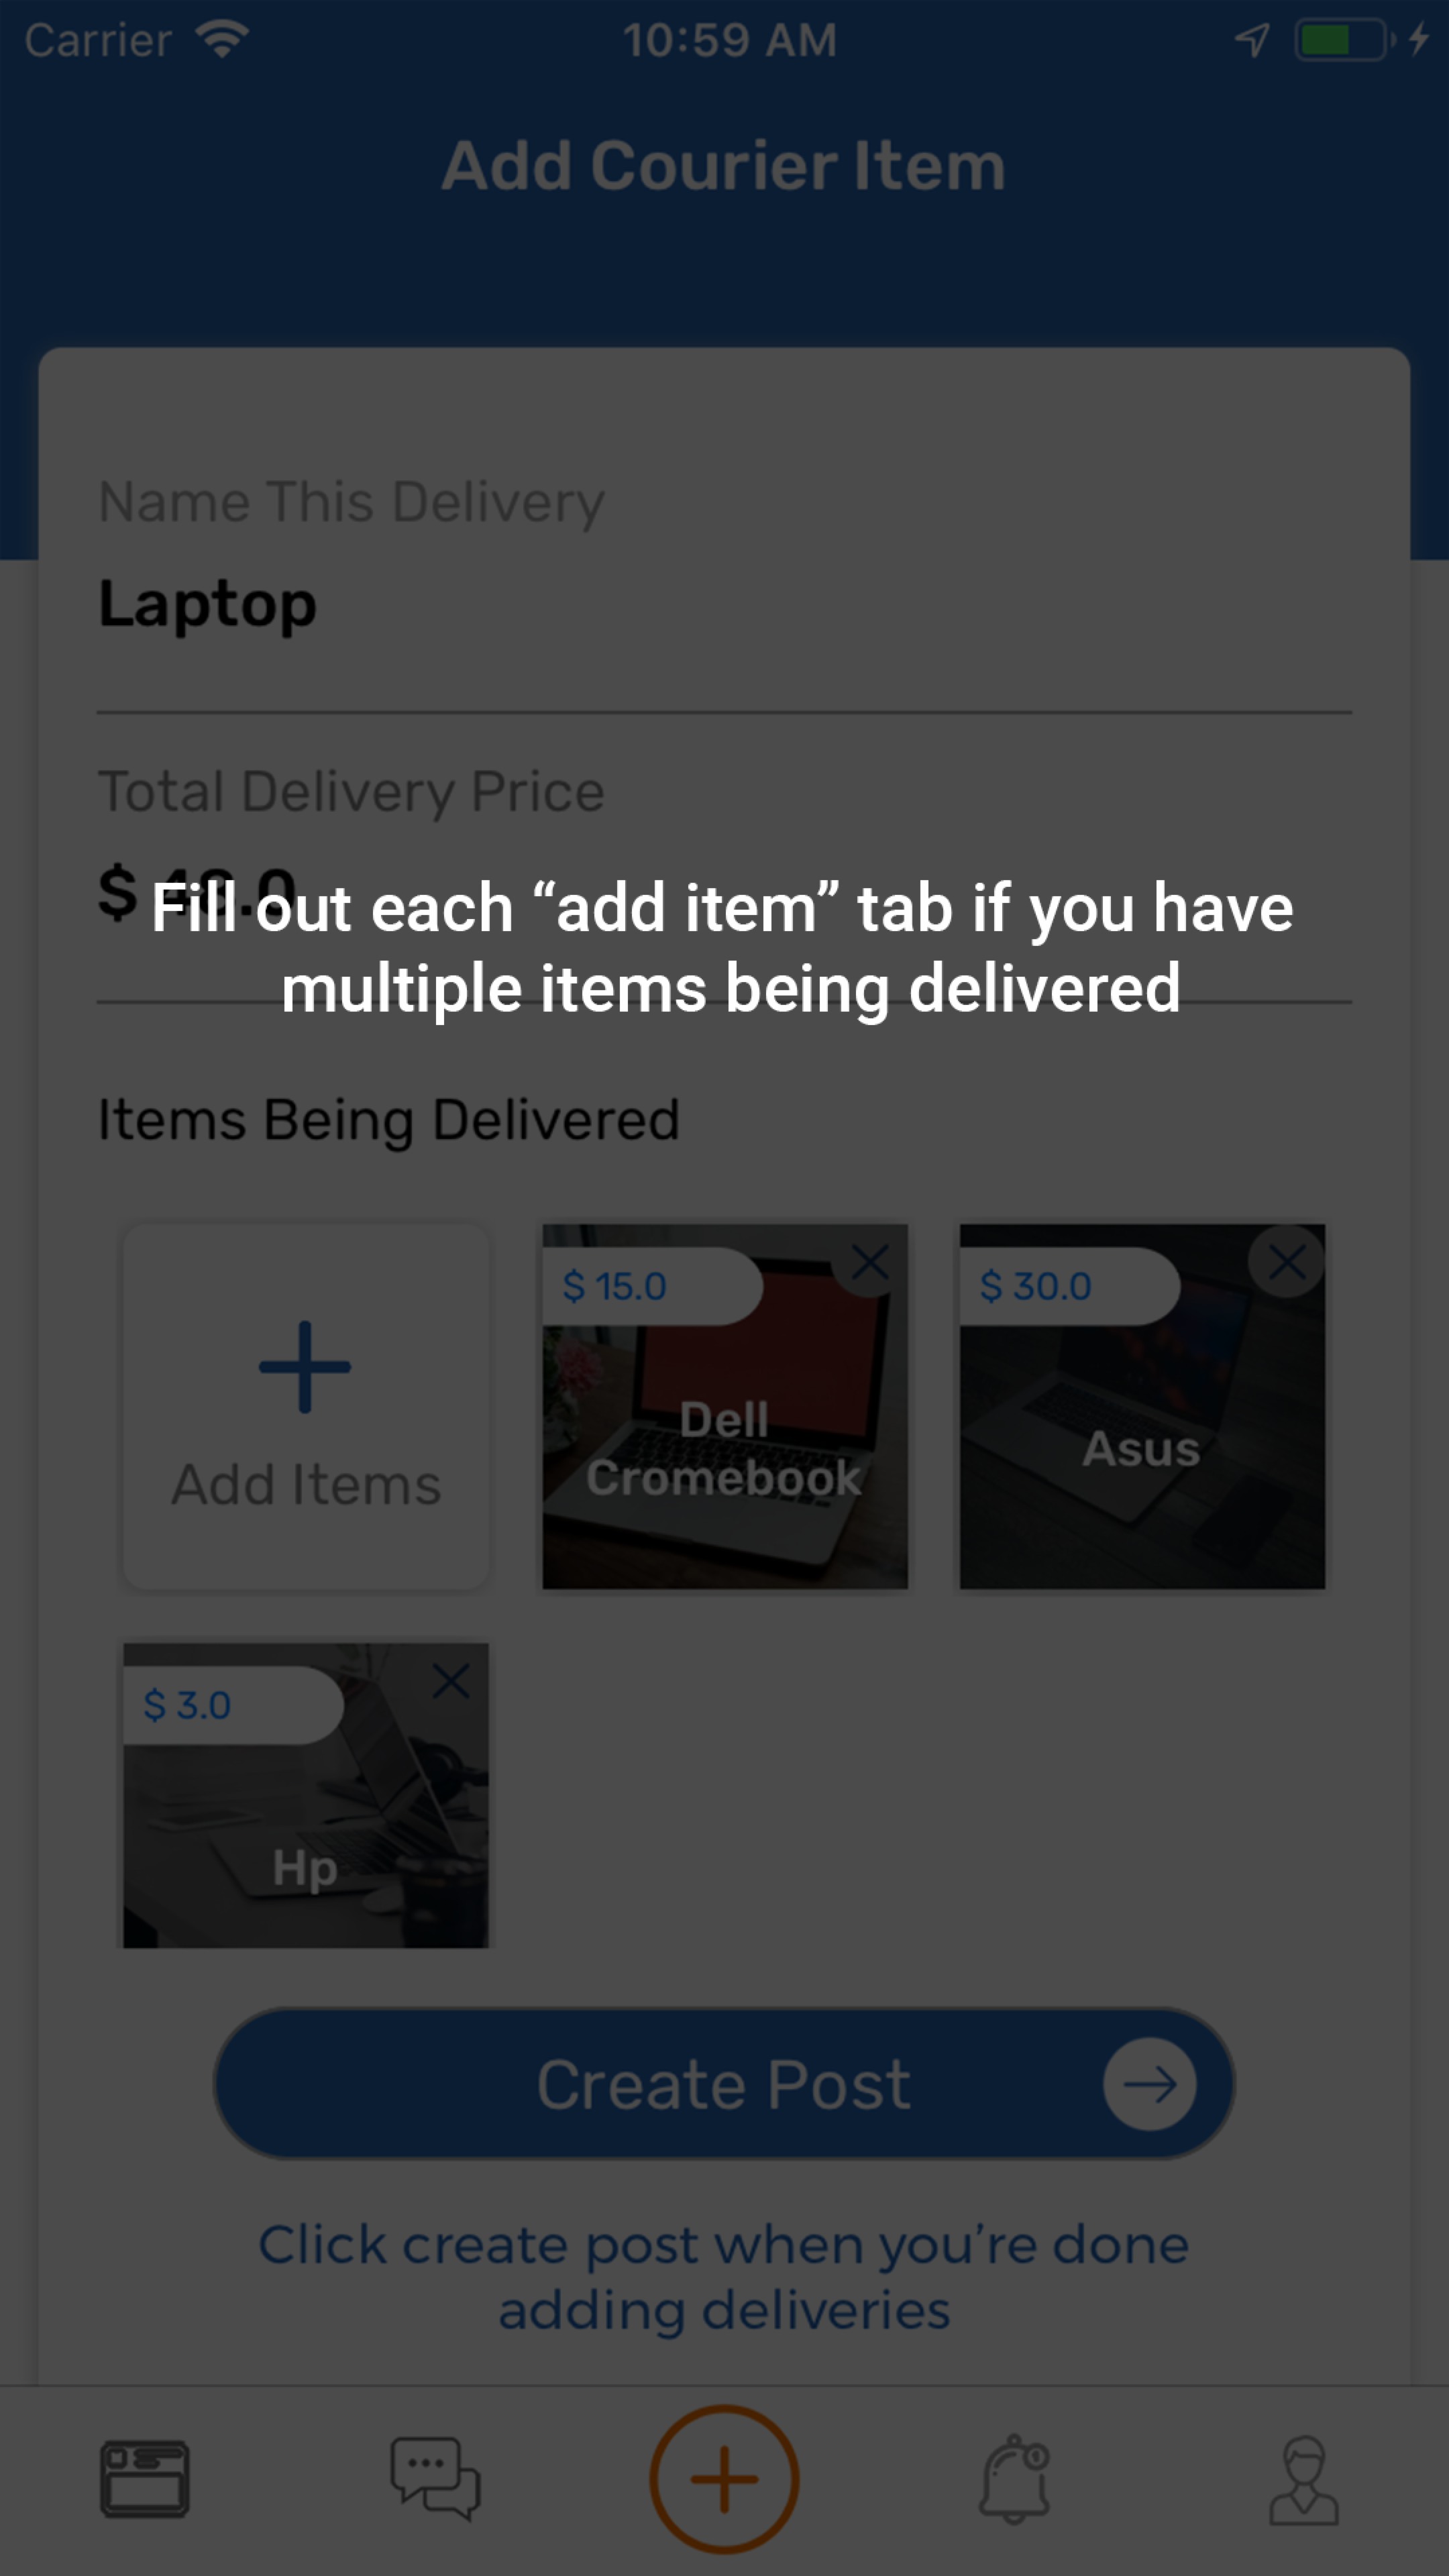 Carrier
10:59 AM
Add Courier Item
Name This Delivery
Laptop
Total Delivery Price
$ 48.0
Fill out each “add item” tab if you have
multiple items being delivered
Items Being Delivered
Add Items
$ 15.0
Dell
Cromebook
$ 30.0
Asus
$ 3.0
Hp
Create Post
Click create post when you’re done
adding deliveries